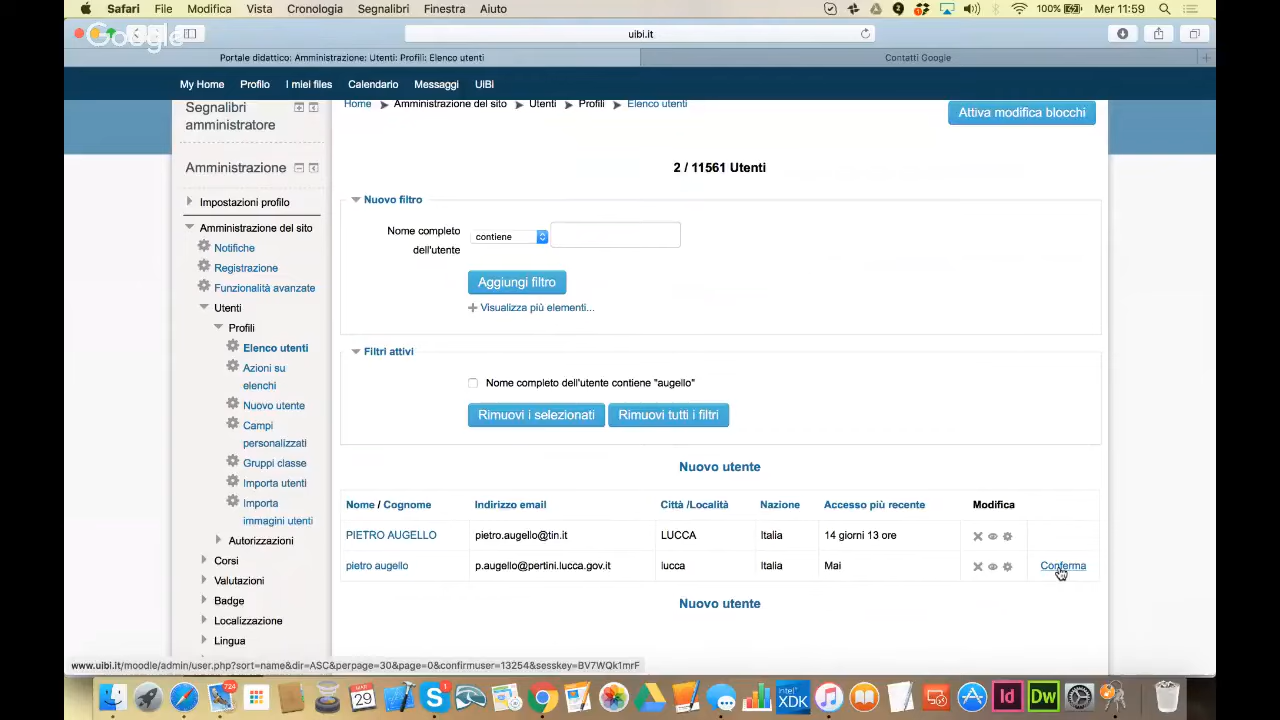 Safari File Modifica Vista Cronologia Segnalibri Finestra Aiuto 100% Mer 11:59
Google
uibi.it
Portale didattico: Amministrazione: Utenti: Profili: Elenco utenti Contatti Google
My Home Profilo I miei files Calendario Messaggi UiBi
Home Amministrazione del sito Utenti Profili Elenco utenti
Attiva modifica blocchi
Segnalibri
amministratore
Amministrazione
Impostazioni profilo
Amministrazione del sito
Notifiche
Registrazione
Funzionalità avanzate
Utenti
Profili
Elenco utenti
Azioni su
elenchi
Nuovo utente
Campi
personalizzati
Gruppi classe
Importa utenti
Importa
immagini utenti
Autorizzazioni
Corsi
Valutazioni
Badge
Localizzazione
Lingua
2 / 11561 Utenti
Nuovo filtro
Nome completo
dell'utente
contiene
Aggiungi filtro
Visualizza più elementi...
Filtri attivi
Nome completo dell'utente contiene "augello"
Rimuovi i selezionati Rimuovi tutti i filtri
Nuovo utente
Nome / Cognome Indirizzo email Città /Località Nazione Accesso più recente Modifica
PIETRO AUGELLO pietro.augello@tin.it LUCCA Italia 14 giorni 13 ore
pietro augello p.augello@pertini.lucca.gov.it lucca Italia Mai Conferma
Nuovo utente
www.uibi.it/moodle/admin/user.php?sort=name&dir=ASC&perpage=30&page=0&confirmuser=13254&sesskey=BV7WQk1mrF
724
MAR
29
1
intel
XDK
Id
Dw